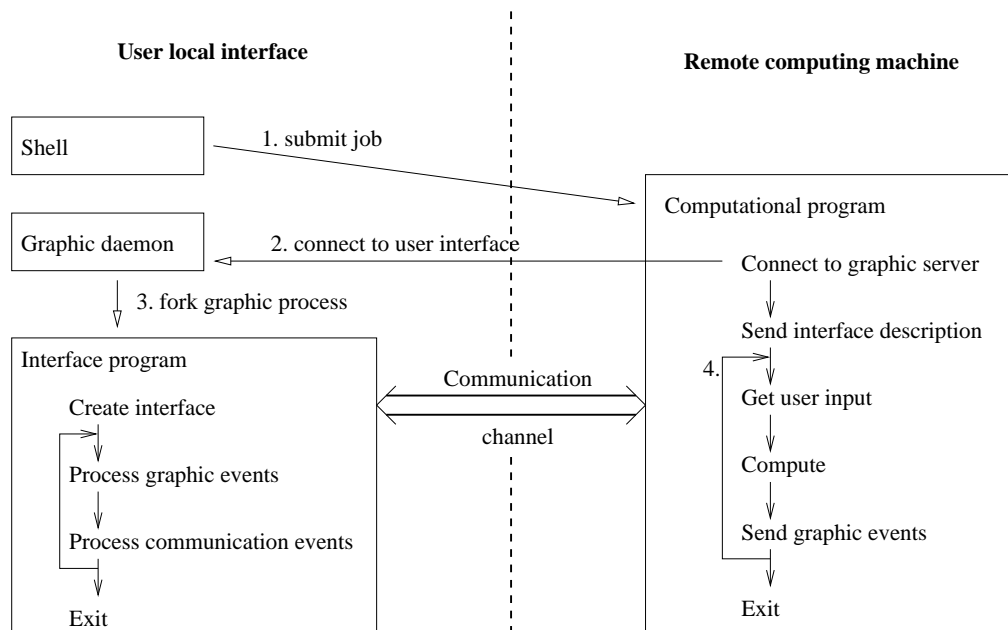 User local interface
Remote computing machine
Shell
1. submit job
Computational program
Graphic daemon
2. connect to user interface
Connect to graphic server
3. fork graphic process
Send interface description
Interface program
4.
Communication
Get user input
Create interface
channel
Compute
Process graphic events
Send graphic events
Process communication events
Exit
Exit